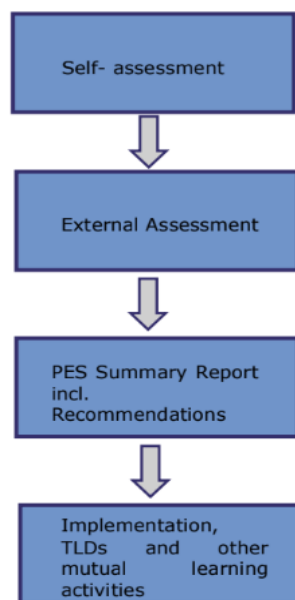 Self- assessment
External Assessment
PES Summary Report
incl.
Recommendations
Implementation,
TLDs and other
mutual learning
activities